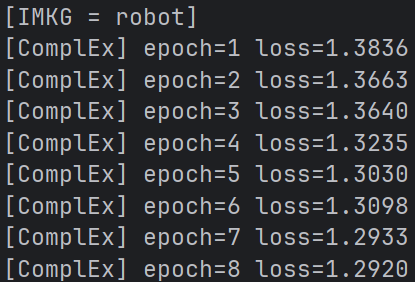 [IMKG = robot]
[ComplEx] epoch=1 loss=1.3836
[ComplEx] epoch=2 loss=1.3663
[ComplEx] epoch=3 loss=1.3640
[ComplEx] epoch=4 loss=1.3235
[ComplEx] epoch=5 loss=1.3030
[ComplEx] epoch=6 loss=1.3098
[ComplEx] epoch=7 loss=1.2933
[ComplEx] epoch=8 loss=1.2920